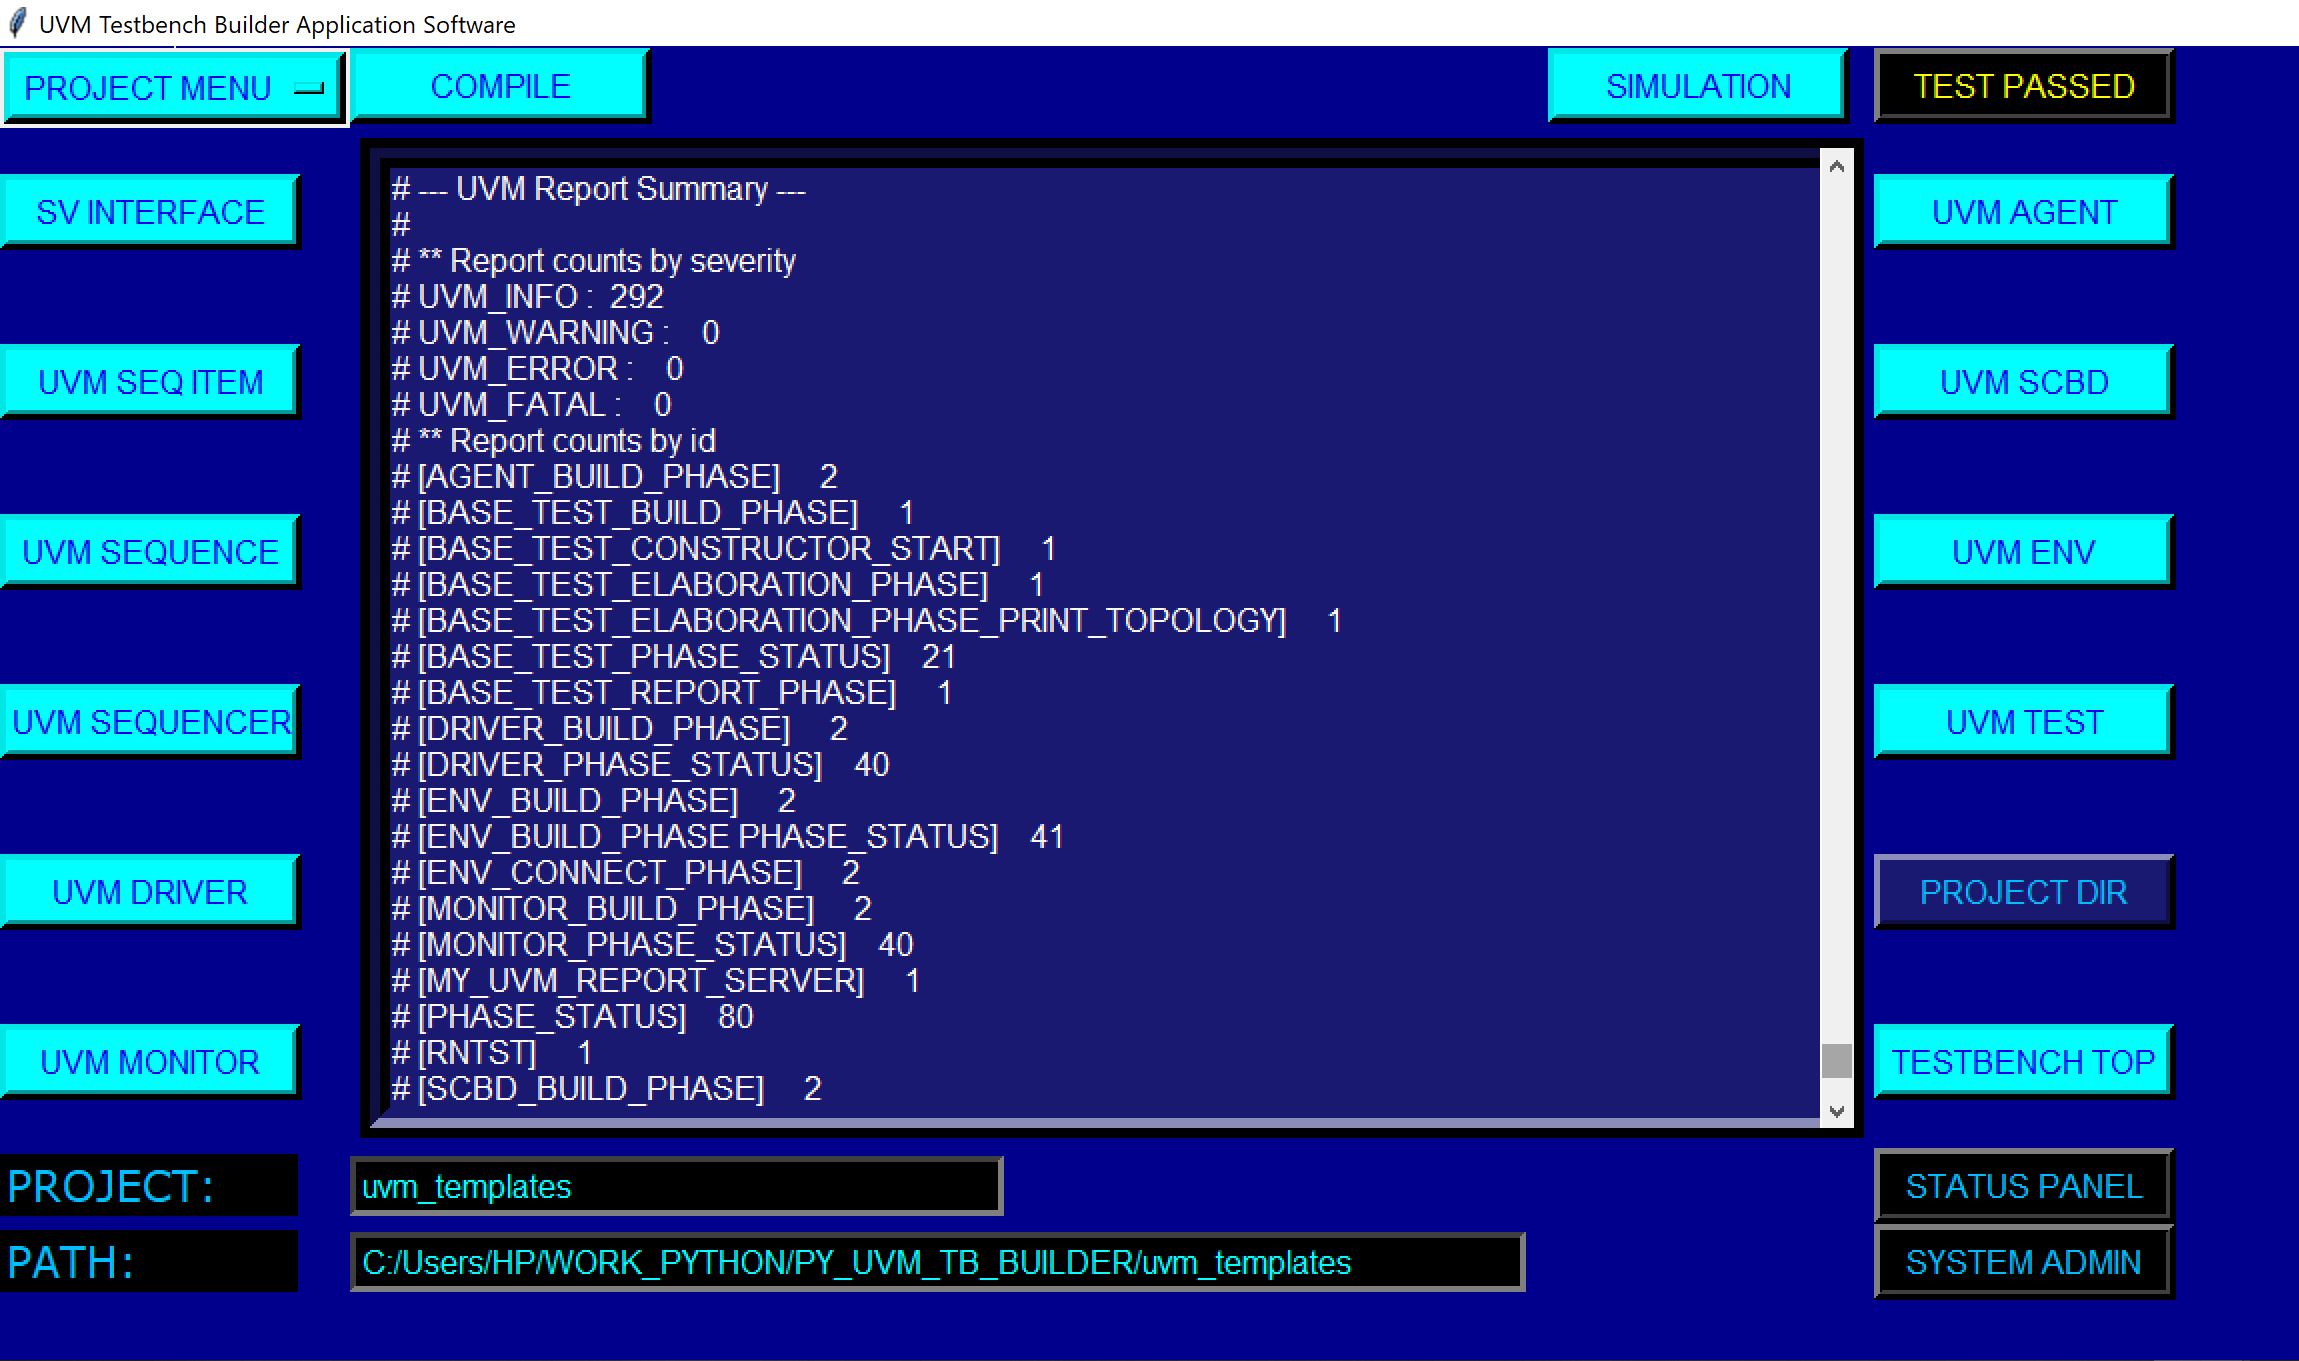 UVM Testbench Builder Application Software
PROJECT MENU
COMPILE
SIMULATION
TEST PASSED
SV INTERFACE
UVM SEQ ITEM
UVM SEQUENCE
UVM SEQUENCER
UVM DRIVER
UVM MONITOR
# --- UVM Report Summary ---
#
# ** Report counts by severity
# UVM_INFO :  292
# UVM_WARNING :    0
# UVM_ERROR :    0
# UVM_FATAL :    0
# ** Report counts by id
# [AGENT_BUILD_PHASE]     2
# [BASE_TEST_BUILD_PHASE]     1
# [BASE_TEST_CONSTRUCTOR_START]     1
# [BASE_TEST_ELABORATION_PHASE]     1
# [BASE_TEST_ELABORATION_PHASE_PRINT_TOPOLOGY]     1
# [BASE_TEST_PHASE_STATUS]    21
# [BASE_TEST_REPORT_PHASE]     1
# [DRIVER_BUILD_PHASE]     2
# [DRIVER_PHASE_STATUS]    40
# [ENV_BUILD_PHASE]     2
# [ENV_BUILD_PHASE PHASE_STATUS]    41
# [ENV_CONNECT_PHASE]     2
# [MONITOR_BUILD_PHASE]     2
# [MONITOR_PHASE_STATUS]    40
# [MY_UVM_REPORT_SERVER]     1
# [PHASE_STATUS]    80
# [RNTST]     1
# [SCBD_BUILD_PHASE]     2
UVM AGENT
UVM SCBD
UVM ENV
UVM TEST
PROJECT DIR
TESTBENCH TOP
PROJECT:
uvm_templates
STATUS PANEL
PATH:
C:/Users/HP/WORK_PYTHON/PY_UVM_TB_BUILDER/uvm_templates
SYSTEM ADMIN